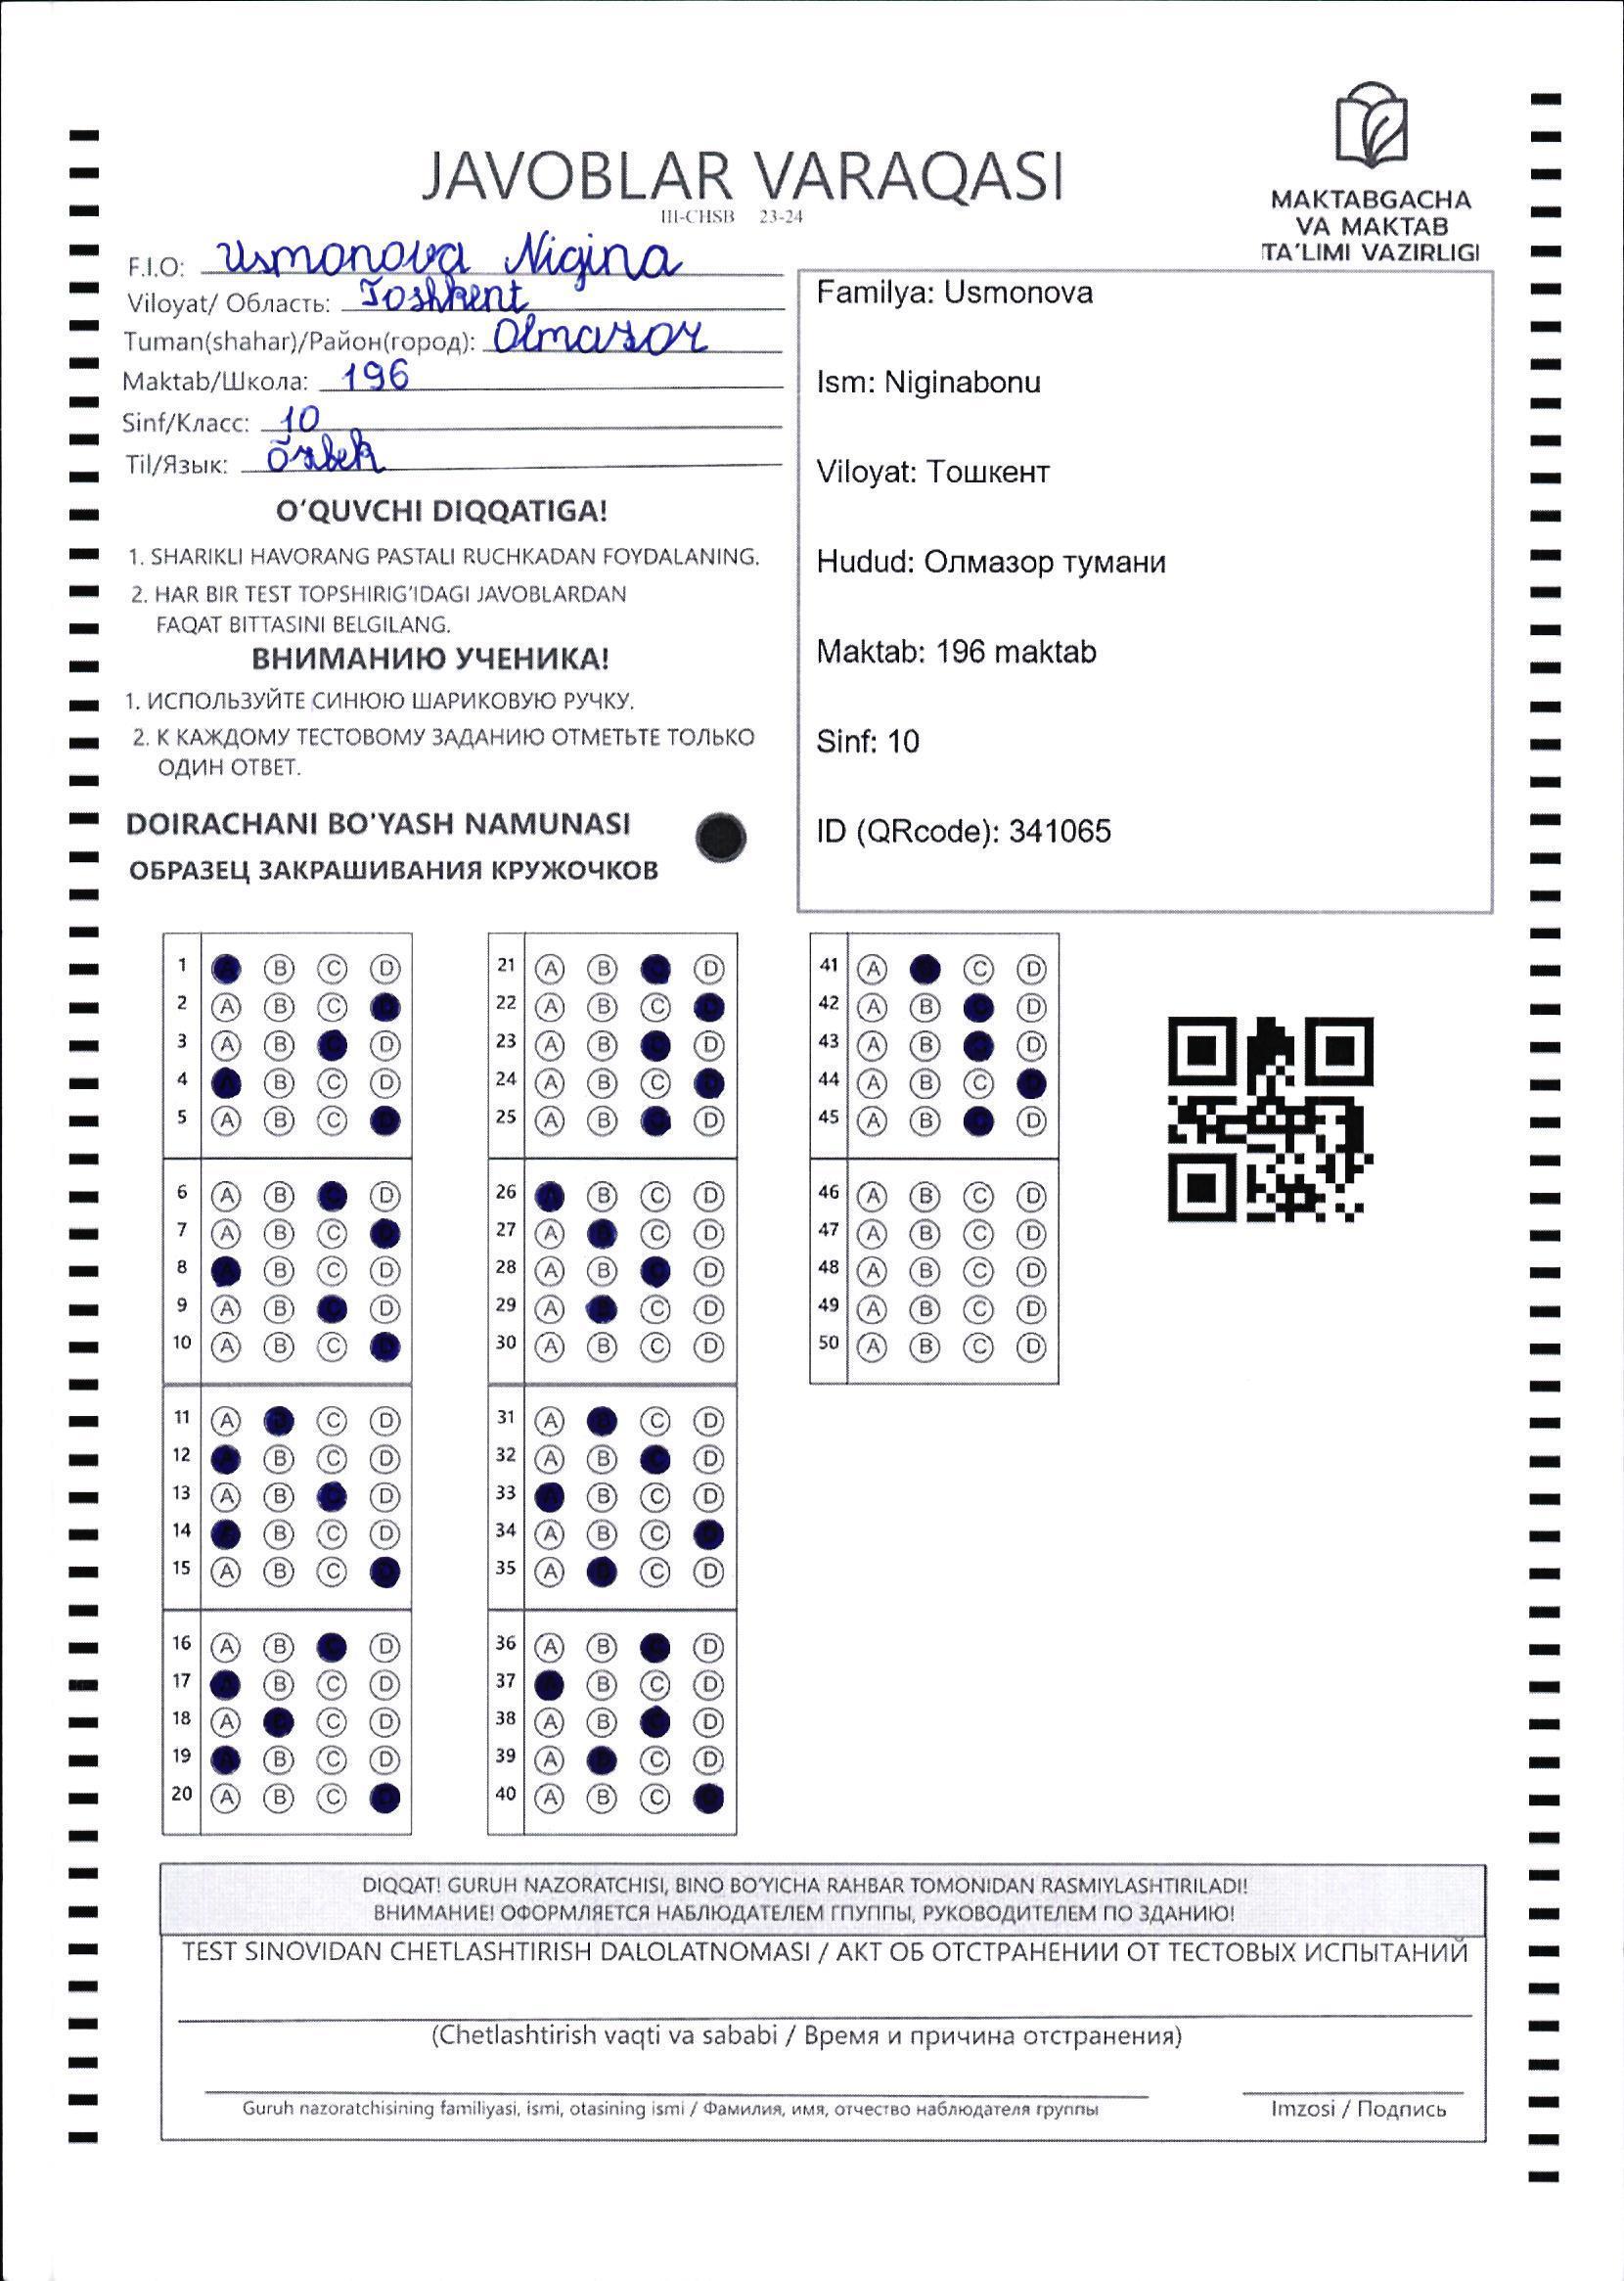 JAVOBLAR VARAQASI
III-CHSB 23-24
MAKTABGACHA
VA MAKTAB
TA'LIMI VAZIRLIGI
F.I.O: Usmonova Nigina
Viloyat/ Область: Toshkent
Tuman(shahar)/Район(город): Olmazor
Maktab/Школа: 196
Sinf/Класс: 10
Til/Язык: õzbek
O'QUVCHI DIQQATIGA!
1. SHARIKLI HAVORANG PASTALI RUCHKADAN FOYDALANING.
2. HAR BIR TEST TOPSHIRIG'IDAGI JAVOBLARDAN
FAQAT BITTASINI BELGILANG.
ВНИМАНИЮ УЧЕНИКА!
1. ИСПОЛЬЗУЙТЕ СИНЮЮ ШАРИКОВУЮ РУЧКУ.
2. К КАЖДОМУ ТЕСТОВОМУ ЗАДАНИЮ ОТМЕТЬТЕ ТОЛЬКО
ОДИН ОТВЕТ.
DOIRACHANI BO'YASH NAMUNASI
ОБРАЗЕЦ ЗАКРАШИВАНИЯ КРУЖОЧКОВ
Familya: Usmonova
Ism: Niginabonu
Viloyat: Тошкент
Hudud: Олмазор тумани
Maktab: 196 maktab
Sinf: 10
ID (QRcode): 341065
1 A B C D
2 A B C D
3 A B C D
4 A B C D
5 A B C D
6 A B C D
7 A B C D
8 A B C D
9 A B C D
10 A B C D
11 A B C D
12 A B C D
13 A B C D
14 A B C D
15 A B C D
16 A B C D
17 A B C D
18 A B C D
19 A B C D
20 A B C D
21 A B C D
22 A B C D
23 A B C D
24 A B C D
25 A B C D
26 A B C D
27 A B C D
28 A B C D
29 A B C D
30 A B C D
31 A B C D
32 A B C D
33 A B C D
34 A B C D
35 A B C D
36 A B C D
37 A B C D
38 A B C D
39 A B C D
40 A B C D
41 A B C D
42 A B C D
43 A B C D
44 A B C D
45 A B C D
46 A B C D
47 A B C D
48 A B C D
49 A B C D
50 A B C D
DIQQAT! GURUH NAZORATCHISI, BINO BO'YICHA RAHBAR TOMONIDAN RASMIYLASHTIRILADI!
ВНИМАНИЕ! ОФОРМЛЯЕТСЯ НАБЛЮДАТЕЛЕМ ГПУППЫ, РУКОВОДИТЕЛЕМ ПО ЗДАНИЮ!
TEST SINOVIDAN CHETLASHTIRISH DALOLATNOMASI / АКТ ОБ ОТСТРАНЕНИИ ОТ ТЕСТОВЫХ ИСПЫТАНИЙ
(Chetlashtirish vaqti va sababi / Время и причина отстранения)
Guruh nazoratchisining familiyasi, ismi, otasining ismi / Фамилия, имя, отчество наблюдателя группы
Imzosi / Подпись